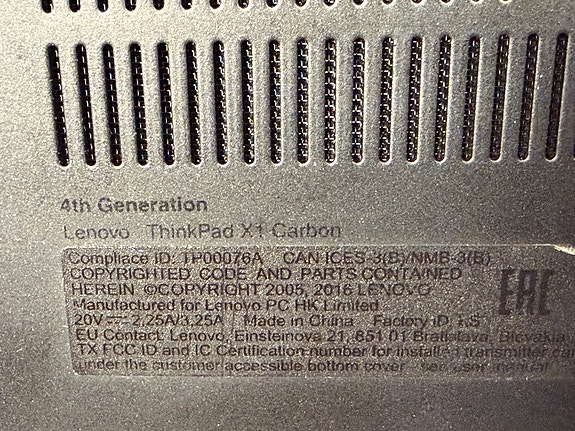 4th Generation
Lenovo ThinkPad X1 Carbon
Compliace ID: TP00076A CAN ICES-3(B)/NMB-3(B)
COPYRIGHTED CODE AND PARTS CONTAINED
HEREIN ©COPYRIGHT 2005, 2016 LENOVO
Manufactured for Lenovo PC HK Limited
20V⎓2.25A/3.25A Made in China Factory ID:
EU Contact: Lenovo, Einsteinova 21, 851 01 Bratislava, Slovakia
TX FCC ID and IC Certification number for installed transmitter
under the customer accessible bottom cover - see user manual
EAC